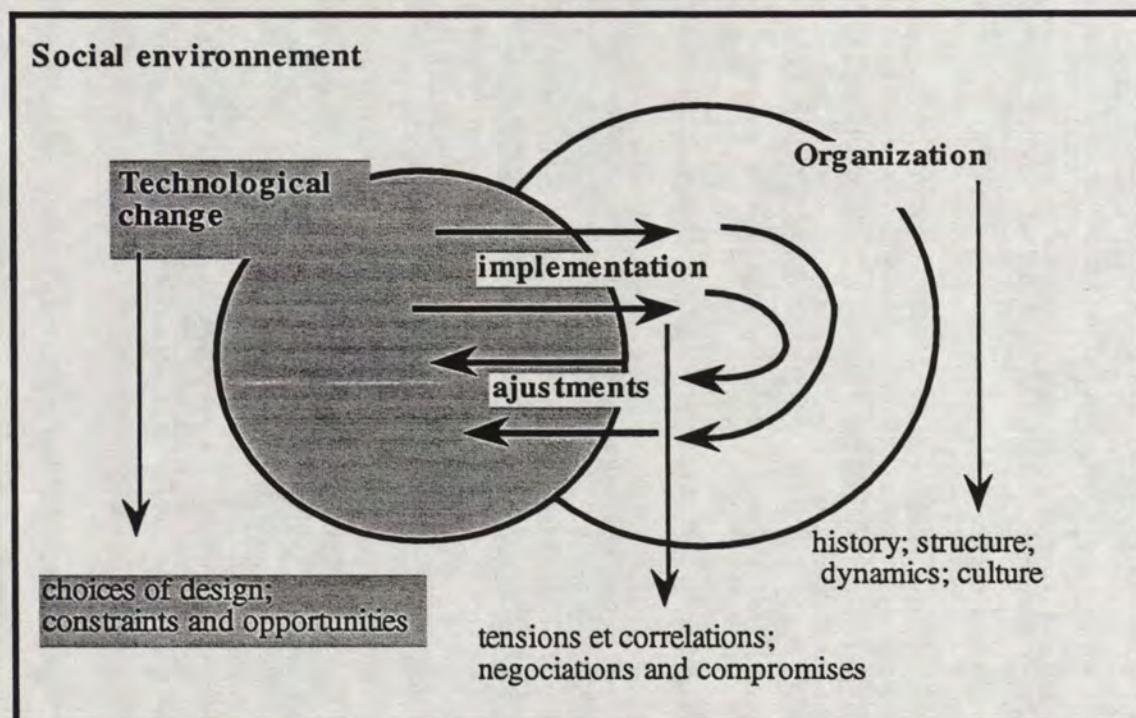 Social environnement
Organization
Technological
change
implementation
ajustments
history; structure;
dynamics; culture
choices of design;
constraints and opportunities
tensions et correlations;
negociations and compromises